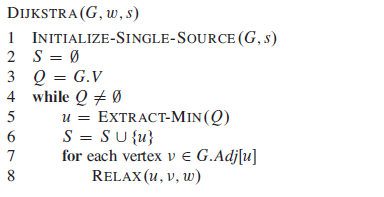 DIJKSTRA(G, w, s)
1 INITIALIZE-SINGLE-SOURCE(G, s)
2 S = ∅
3 Q = G.V
4 while Q ≠ ∅
5 u = EXTRACT-MIN(Q)
6 S = S ∪ {u}
7 for each vertex v ∈ G.Adj[u]
8 RELAX(u, v, w)